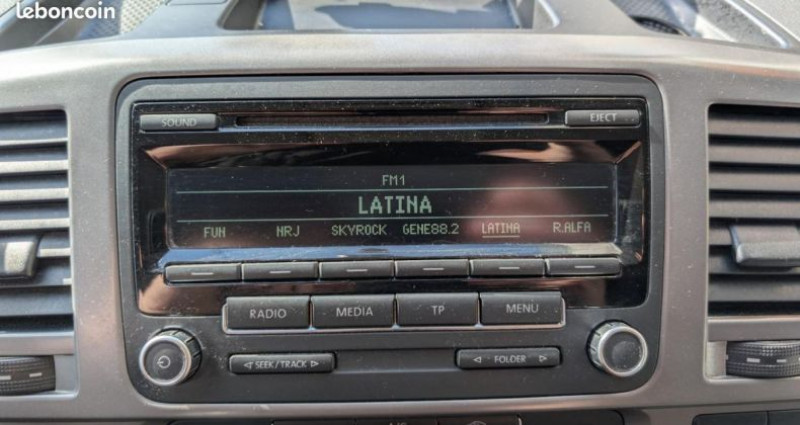 leboncoin
SOUND
EJECT
FM1
LATINA
FUN NRJ SKYROCK GENE88.2 LATINA R.ALFA
RADIO MEDIA TP MENU
SEEK/TRACK FOLDER